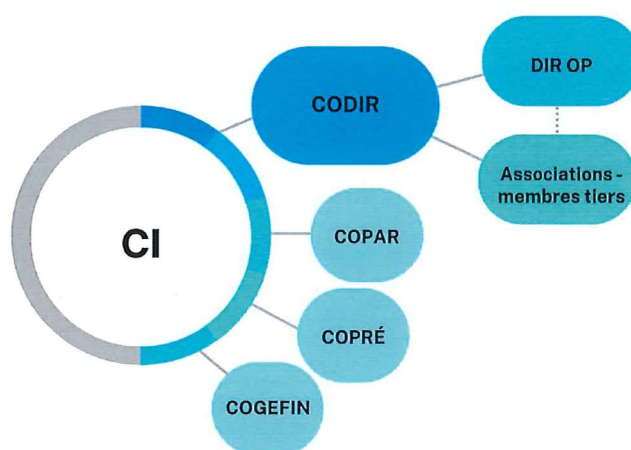 CODIR
DIR OP
Associations -
membres tiers
CI
COPAR
COPRÉ
COGEFIN